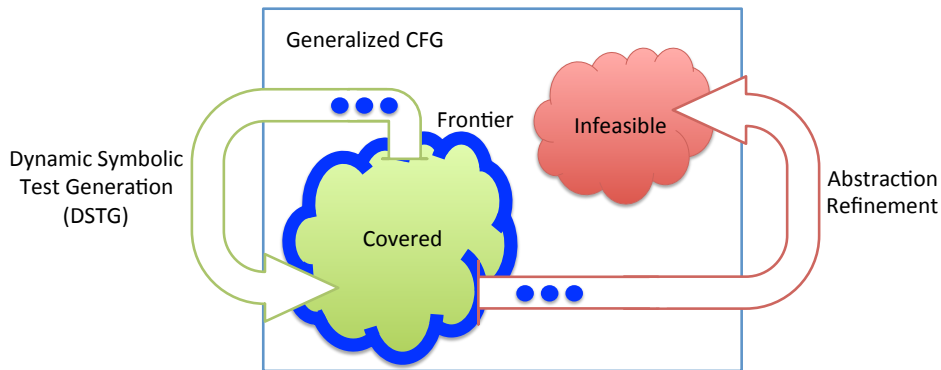 Generalized CFG
Frontier
Infeasible
Dynamic Symbolic
Test Generation
(DSTG)
Covered
Abstraction
Refinement